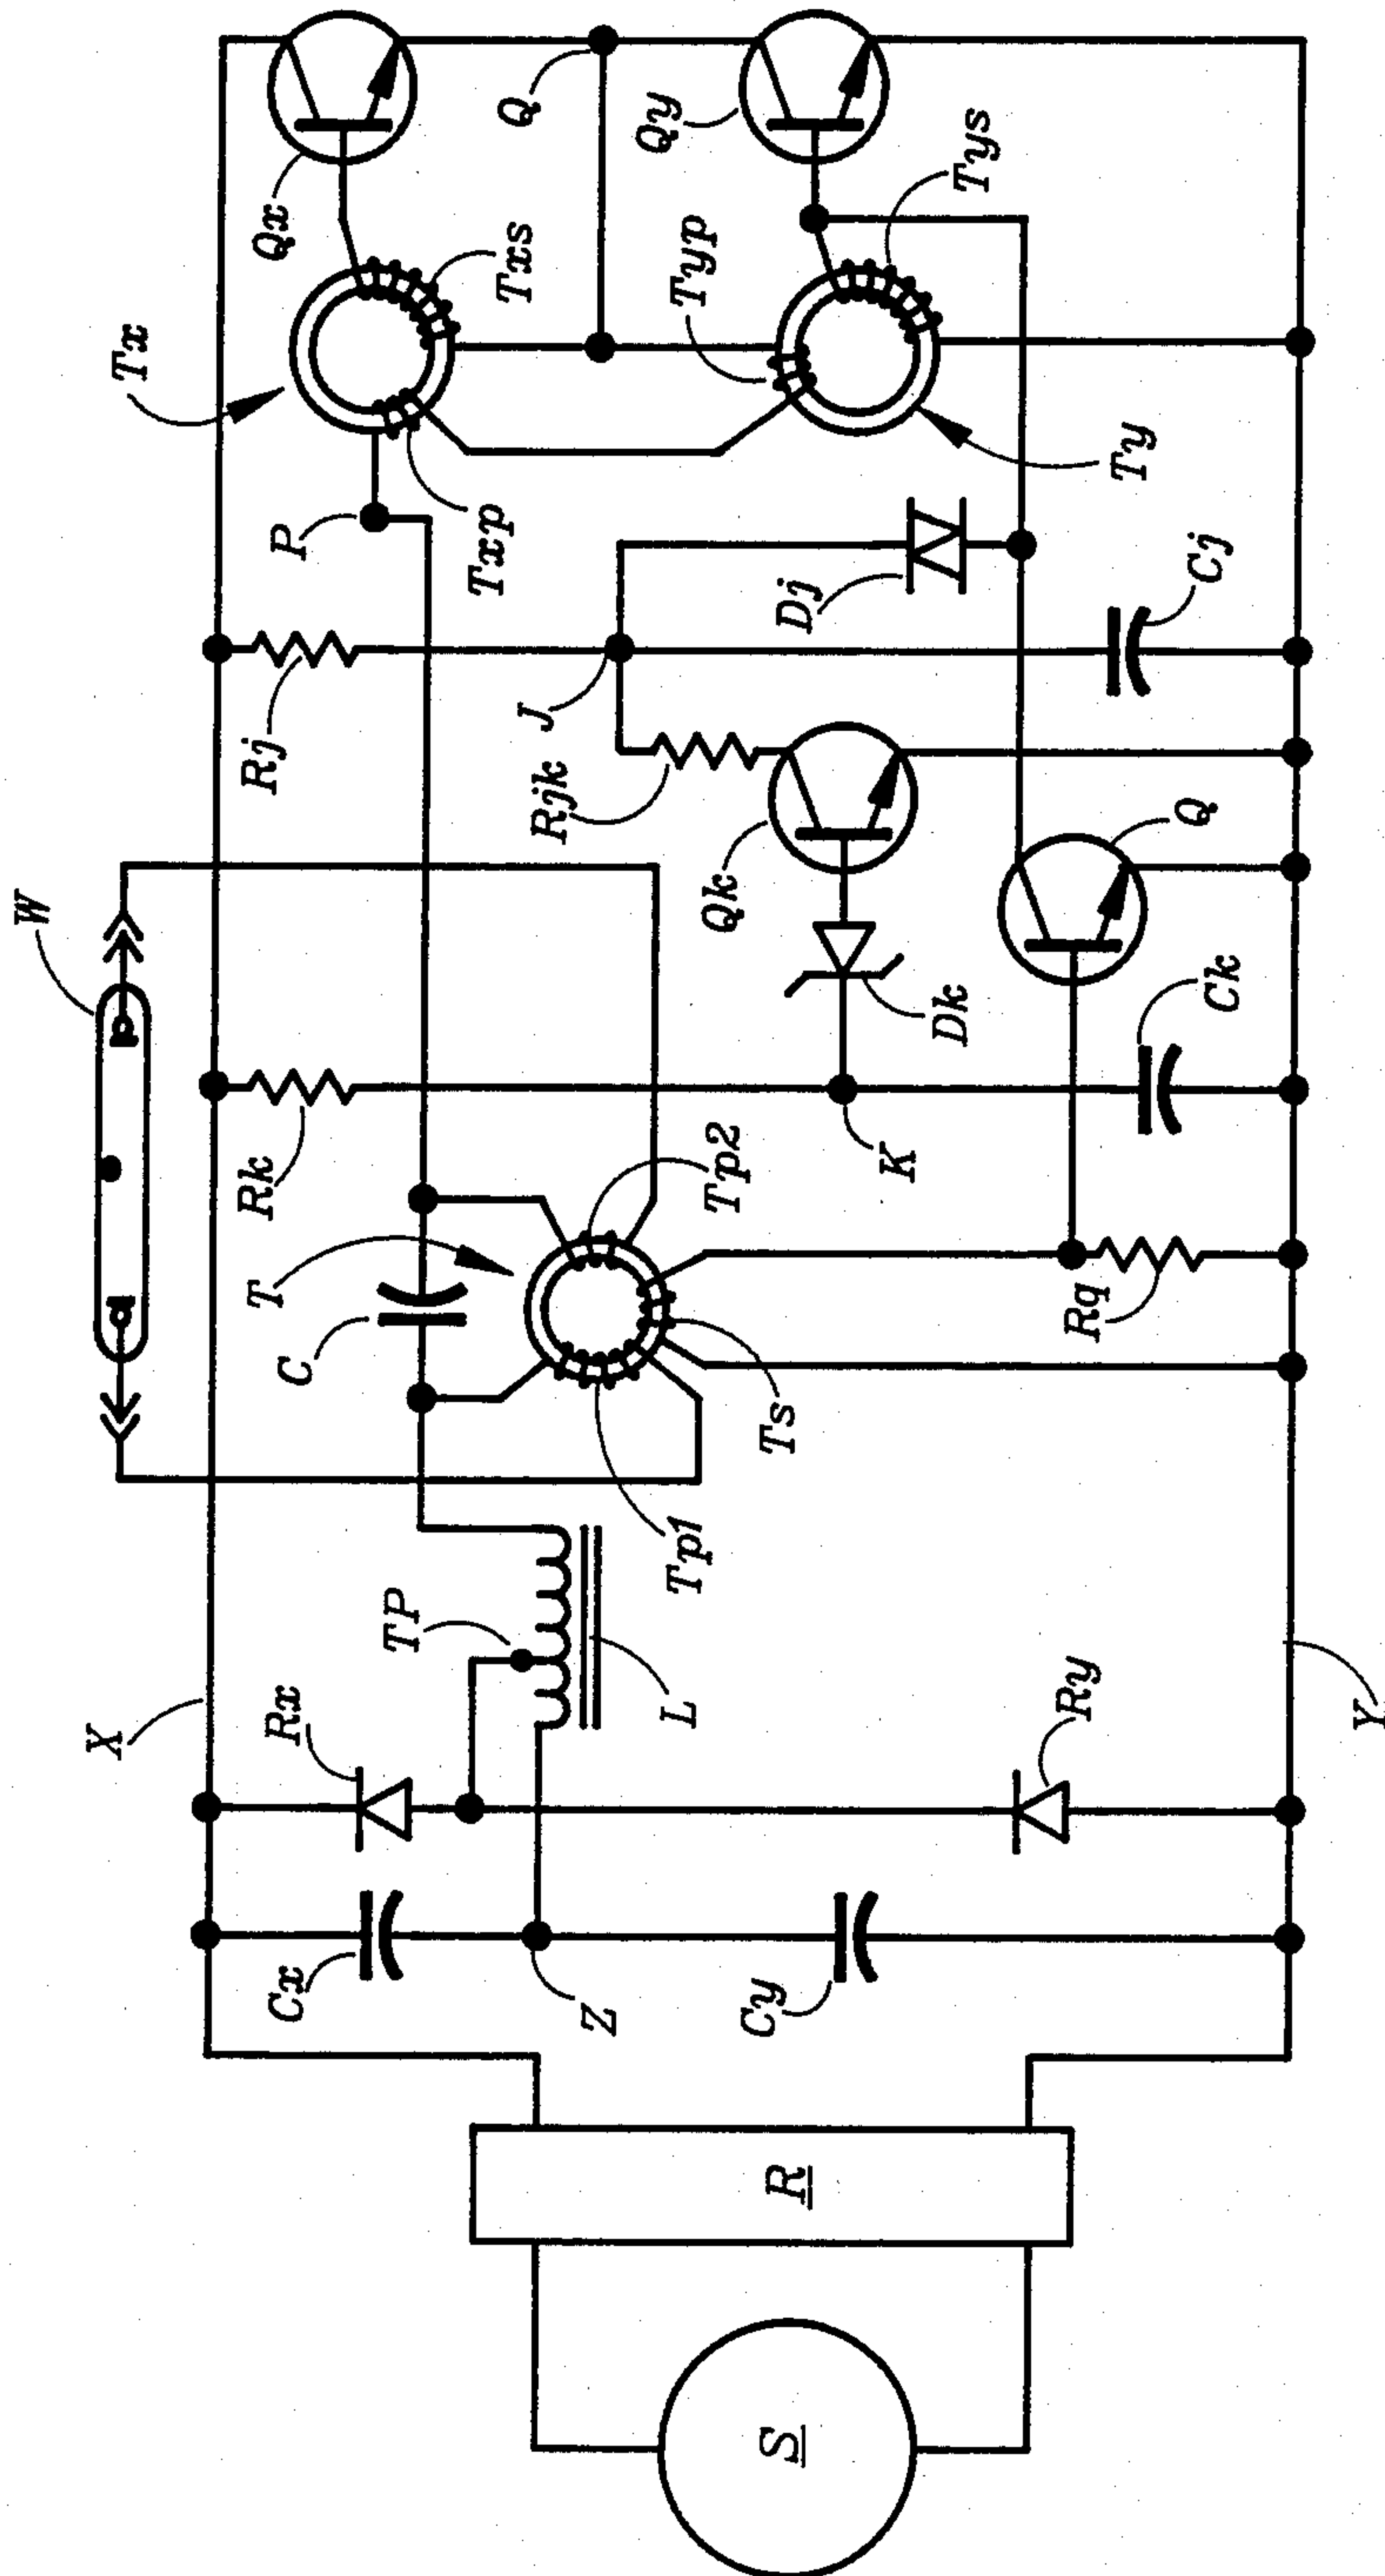 S
R
Cx
Z
Cy
X
Rx
TP
L
Ry
Y
Tp1
Ts
T
C
Tp2
Rk
K
Rq
Ck
W
Dk
Qk
Q
Rjk
Rj
J
Cj
Dj
P
Txp
Tx
Txs
Typ
Ty
Tys
Qx
Q
Qy